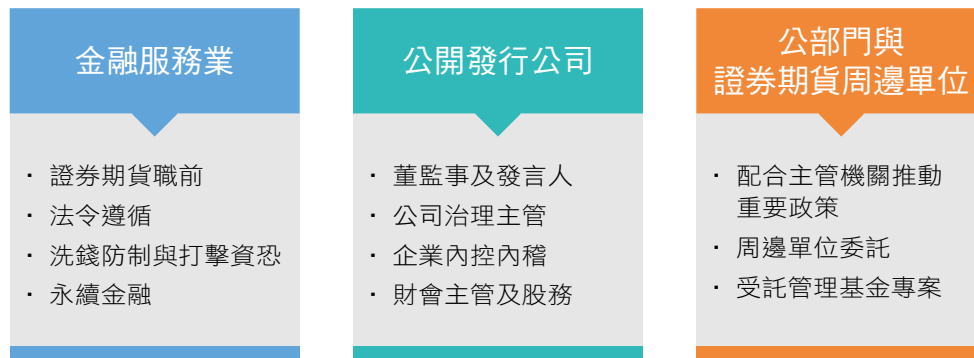 金融服務業
・ 證券期貨職前
・ 法令遵循
・ 洗錢防制與打擊資恐
・ 永續金融
公開發行公司
・ 董監事及發言人
・ 公司治理主管
・ 企業內控內稽
・ 財會主管及股務
公部門與
證券期貨周邊單位
・ 配合主管機關推動
重要政策
・ 周邊單位委託
・ 受託管理基金專案